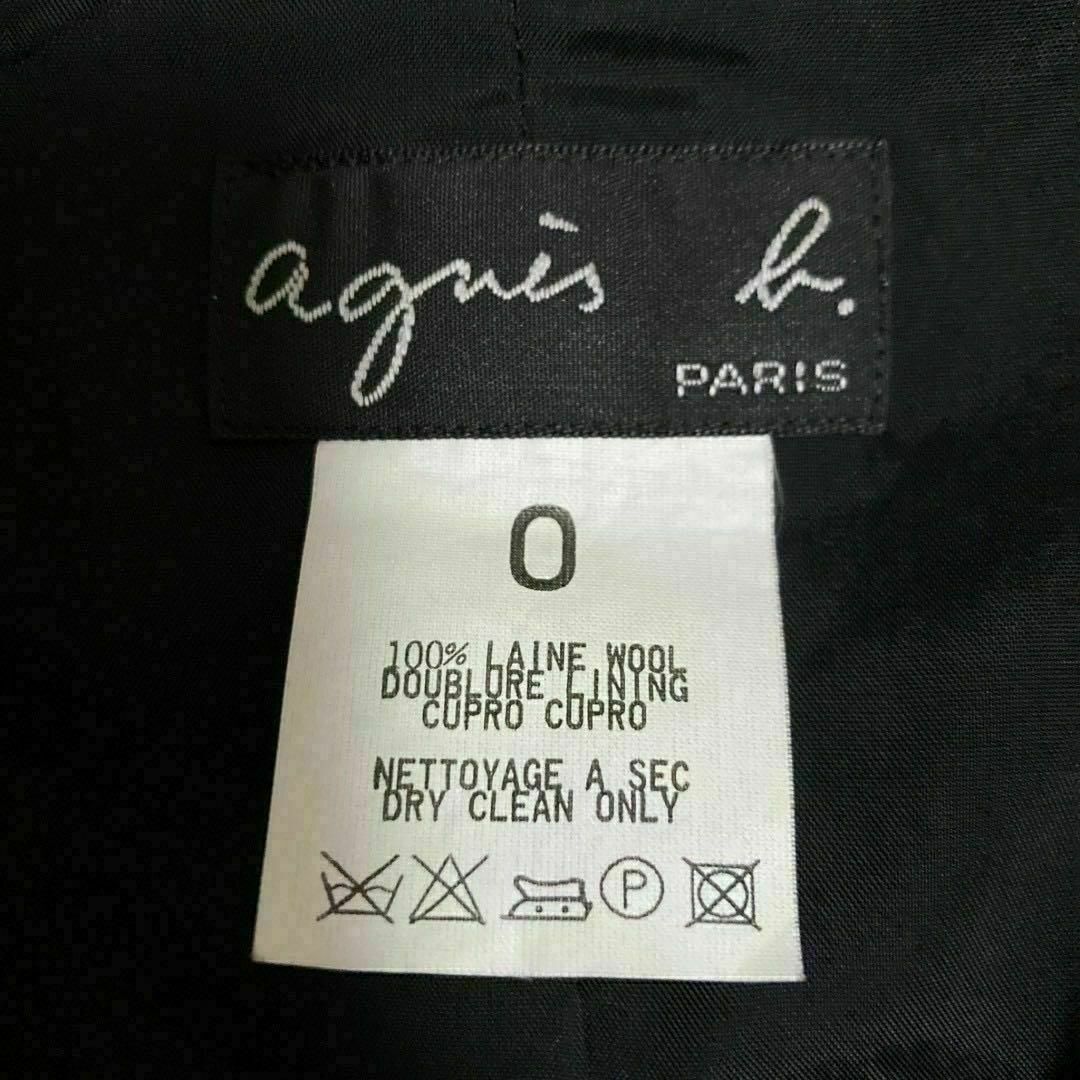 agnès b.
PARIS
0
100% LAINE WOOL
DOUBLURE LINING
CUPRO CUPRO
NETTOYAGE A SEC
DRY CLEAN ONLY
P